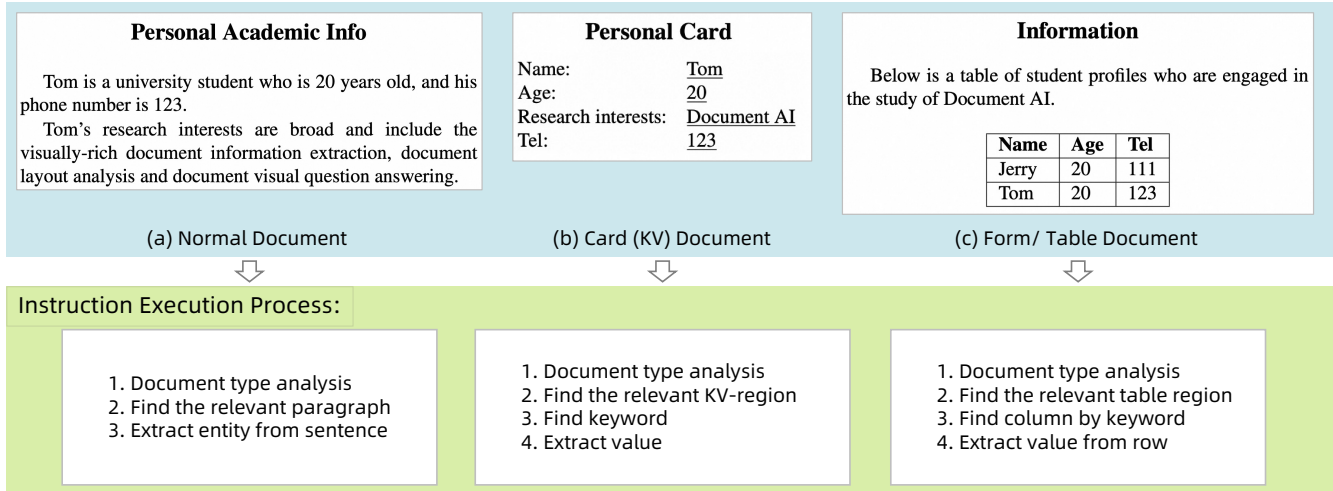 Personal Academic Info
Tom is a university student who is 20 years old, and his
phone number is 123.
Tom's research interests are broad and include the
visually-rich document information extraction, document
layout analysis and document visual question answering.
(a) Normal Document
Personal Card
Name: Tom
Age: 20
Research interests: Document AI
Tel: 123
(b) Card (KV) Document
Information
Below is a table of student profiles who are engaged in
the study of Document AI.
Name Age Tel
Jerry 20 111
Tom 20 123
(c) Form/ Table Document
Instruction Execution Process:
1. Document type analysis
2. Find the relevant paragraph
3. Extract entity from sentence
1. Document type analysis
2. Find the relevant KV-region
3. Find keyword
4. Extract value
1. Document type analysis
2. Find the relevant table region
3. Find column by keyword
4. Extract value from row